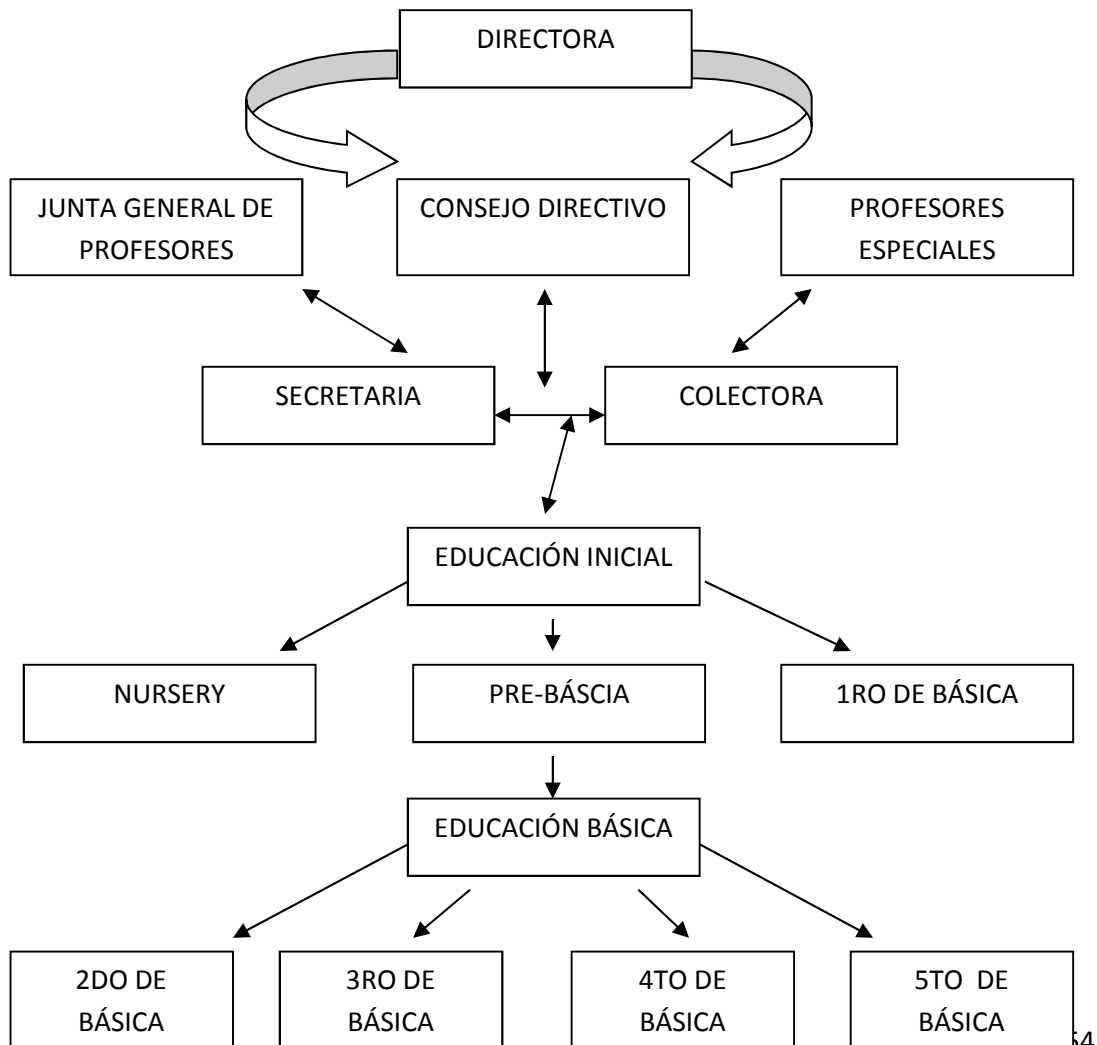 DIRECTORA
JUNTA GENERAL DE
PROFESORES
CONSEJO DIRECTIVO
PROFESORES
ESPECIALES
SECRETARIA
COLECTORA
EDUCACIÓN INICIAL
NURSERY
PRE-BÁSCIA
1RO DE BÁSICA
EDUCACIÓN BÁSICA
2DO DE
BÁSICA
3RO DE
BÁSICA
4TO DE
BÁSICA
5TO  DE
BÁSICA